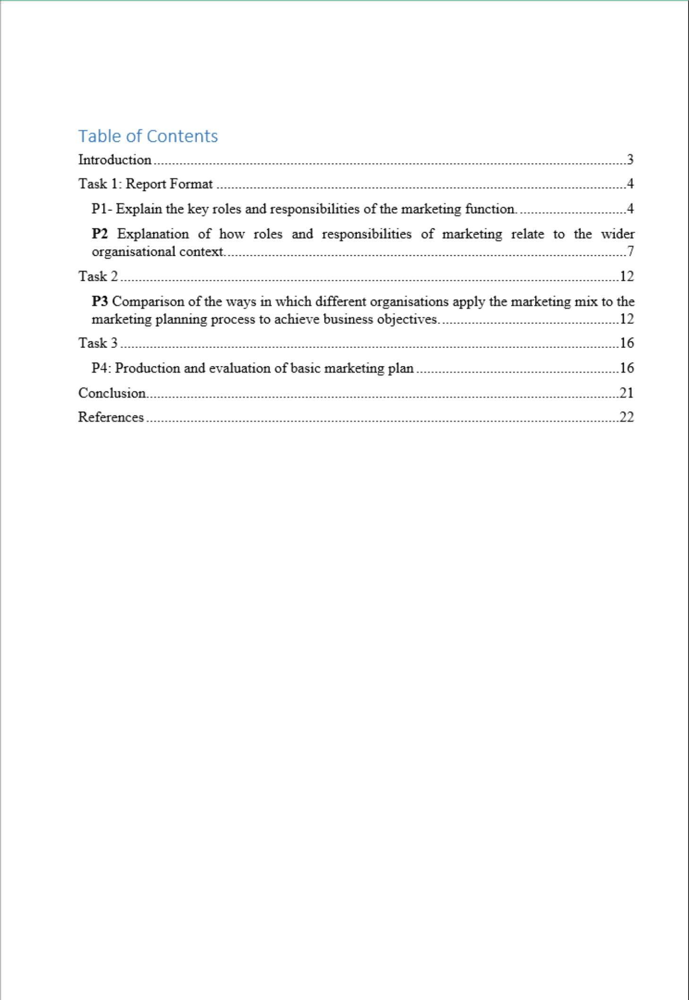 Table of Contents
Introduction 3
Task 1: Report Format 4
P1- Explain the key roles and responsibilities of the marketing function. 4
P2 Explanation of how roles and responsibilities of marketing relate to the wider
organisational context. 7
Task 2 12
P3 Comparison of the ways in which different organisations apply the marketing mix to the
marketing planning process to achieve business objectives. 12
Task 3 16
P4: Production and evaluation of basic marketing plan 16
Conclusion 21
References 22